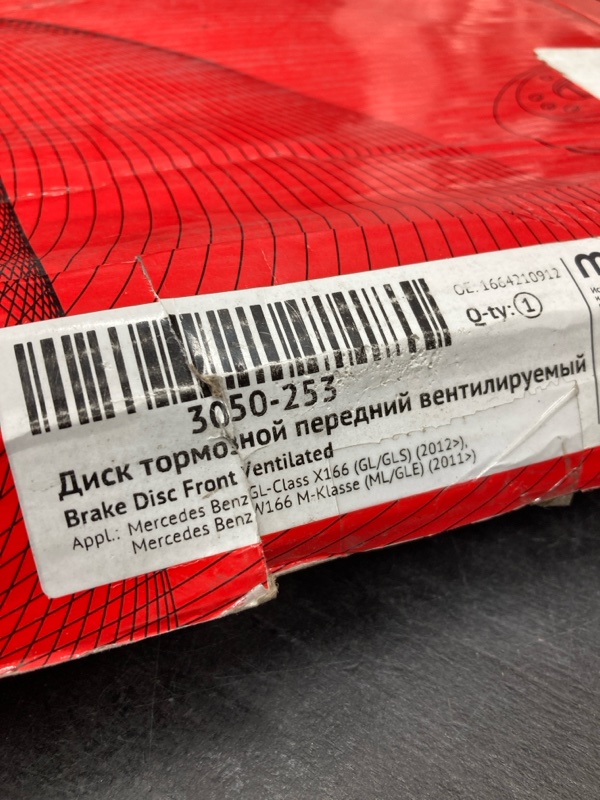 OE: 1664210912
Q-ty: 1
3050-253
Диск тормозной передний вентилируемый
Brake Disc Front Ventilated
Appl.: Mercedes Benz GL-Class X166 (GL/GLS) (2012>),
Mercedes Benz W166 M-Klasse (ML/GLE) (2011>)